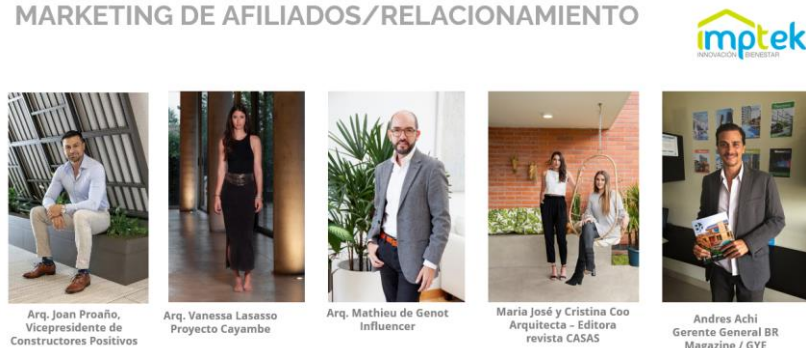 MARKETING DE AFILIADOS/RELACIONAMIENTO
imptek
INNOVACIÓN BIENESTAR
Arq. Joan Proaño,
Vicepresidente de
Constructores Positivos
Arq. Vanessa Lasasso
Proyecto Cayambe
Arq. Mathieu de Genot
Influencer
Maria José y Cristina Coo
Arquitecta – Editora
revista CASAS
Andres Achi
Gerente General BR
Magazine / GYE